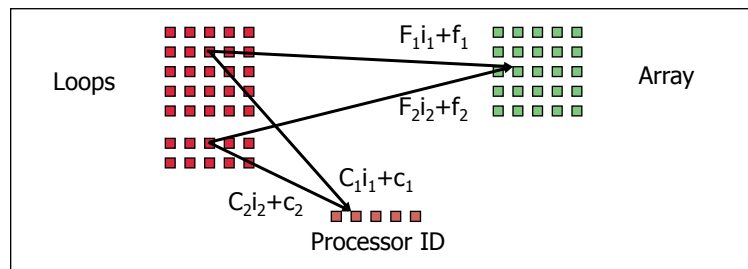 F₁i₁+f₁
Loops
Array
F₂i₂+f₂
C₁i₁+c₁
C₂i₂+c₂
Processor ID